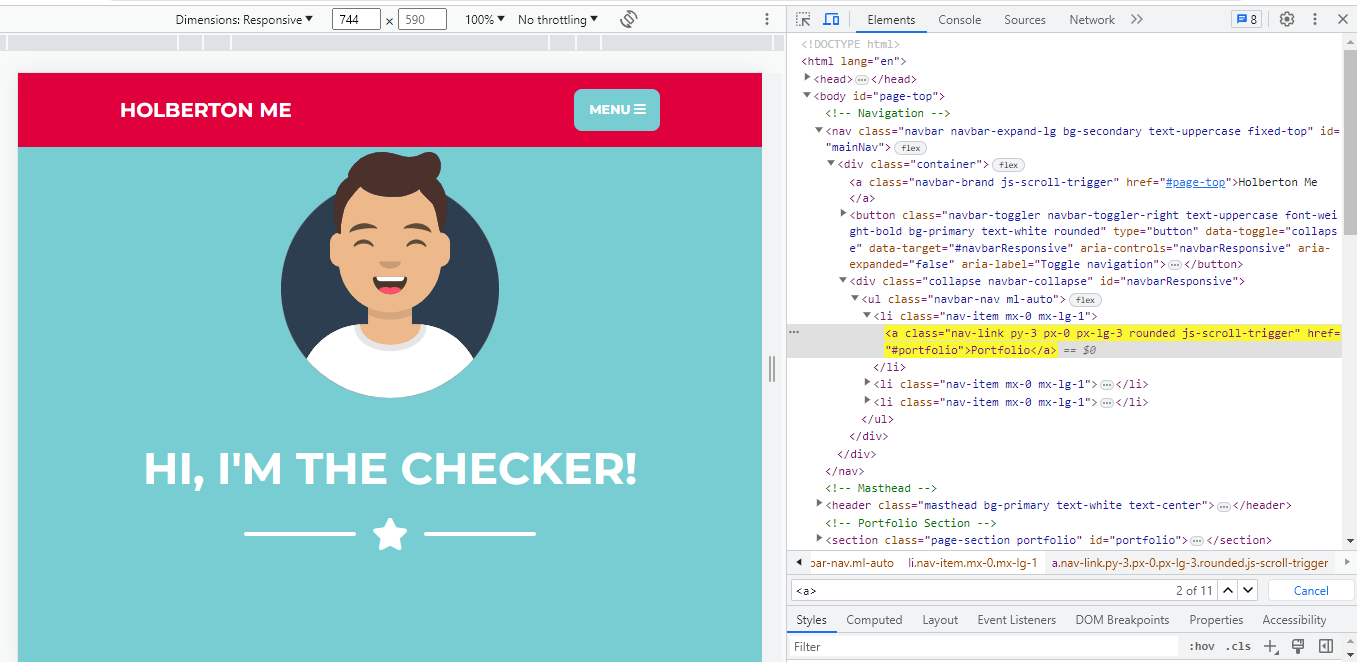 Dimensions: Responsive ▼ 744 x 590 100% ▼ No throttling ▼
Elements Console Sources Network 8
HOLBERTON ME
MENU
HI, I'M THE CHECKER!
<!DOCTYPE html>
<html lang="en">
<head>…</head>
<body id="page-top">
<!-- Navigation -->
<nav class="navbar navbar-expand-lg bg-secondary text-uppercase fixed-top" id=
"mainNav"> flex
<div class="container"> flex
<a class="navbar-brand js-scroll-trigger" href="#page-top">Holberton Me
</a>
<button class="navbar-toggler navbar-toggler-right text-uppercase font-wei
ght-bold bg-primary text-white rounded" type="button" data-toggle="collaps
e" data-target="#navbarResponsive" aria-controls="navbarResponsive" aria-
expanded="false" aria-label="Toggle navigation">…</button>
<div class="collapse navbar-collapse" id="navbarResponsive">
<ul class="navbar-nav ml-auto"> flex
<li class="nav-item mx-0 mx-lg-1">
<a class="nav-link py-3 px-0 px-lg-3 rounded js-scroll-trigger" href=
"#portfolio">Portfolio</a> == $0
</li>
<li class="nav-item mx-0 mx-lg-1">…</li>
<li class="nav-item mx-0 mx-lg-1">…</li>
</ul>
</div>
</div>
</nav>
<!-- Masthead -->
<header class="masthead bg-primary text-white text-center">…</header>
<!-- Portfolio Section -->
<section class="page-section portfolio" id="portfolio">…</section>
bar-nav.ml-auto li.nav-item.mx-0.mx-lg-1 a.nav-link.py-3.px-0.px-lg-3.rounded.js-scroll-trigger
<a> 2 of 11 Cancel
Styles Computed Layout Event Listeners DOM Breakpoints Properties Accessibility
Filter :hov .cls